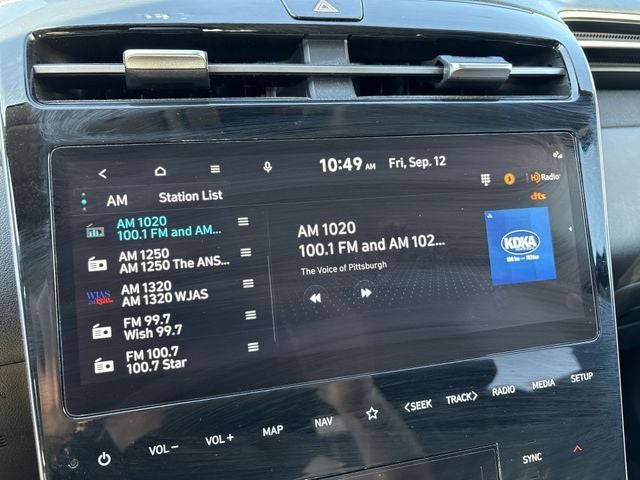 10:49 AM Fri, Sep. 12
HD Radio
dts
AM Station List
AM 1020
100.1 FM and AM...
AM 1250
AM 1250 The ANS...
WJAS
1320
AM 1320
AM 1320 WJAS
FM 99.7
Wish 99.7
FM 100.7
100.7 Star
AM 1020
100.1 FM and AM 102...
The Voice of Pittsburgh
KDKA
VOL− VOL+ MAP NAV <SEEK TRACK> RADIO MEDIA SETUP
SYNC